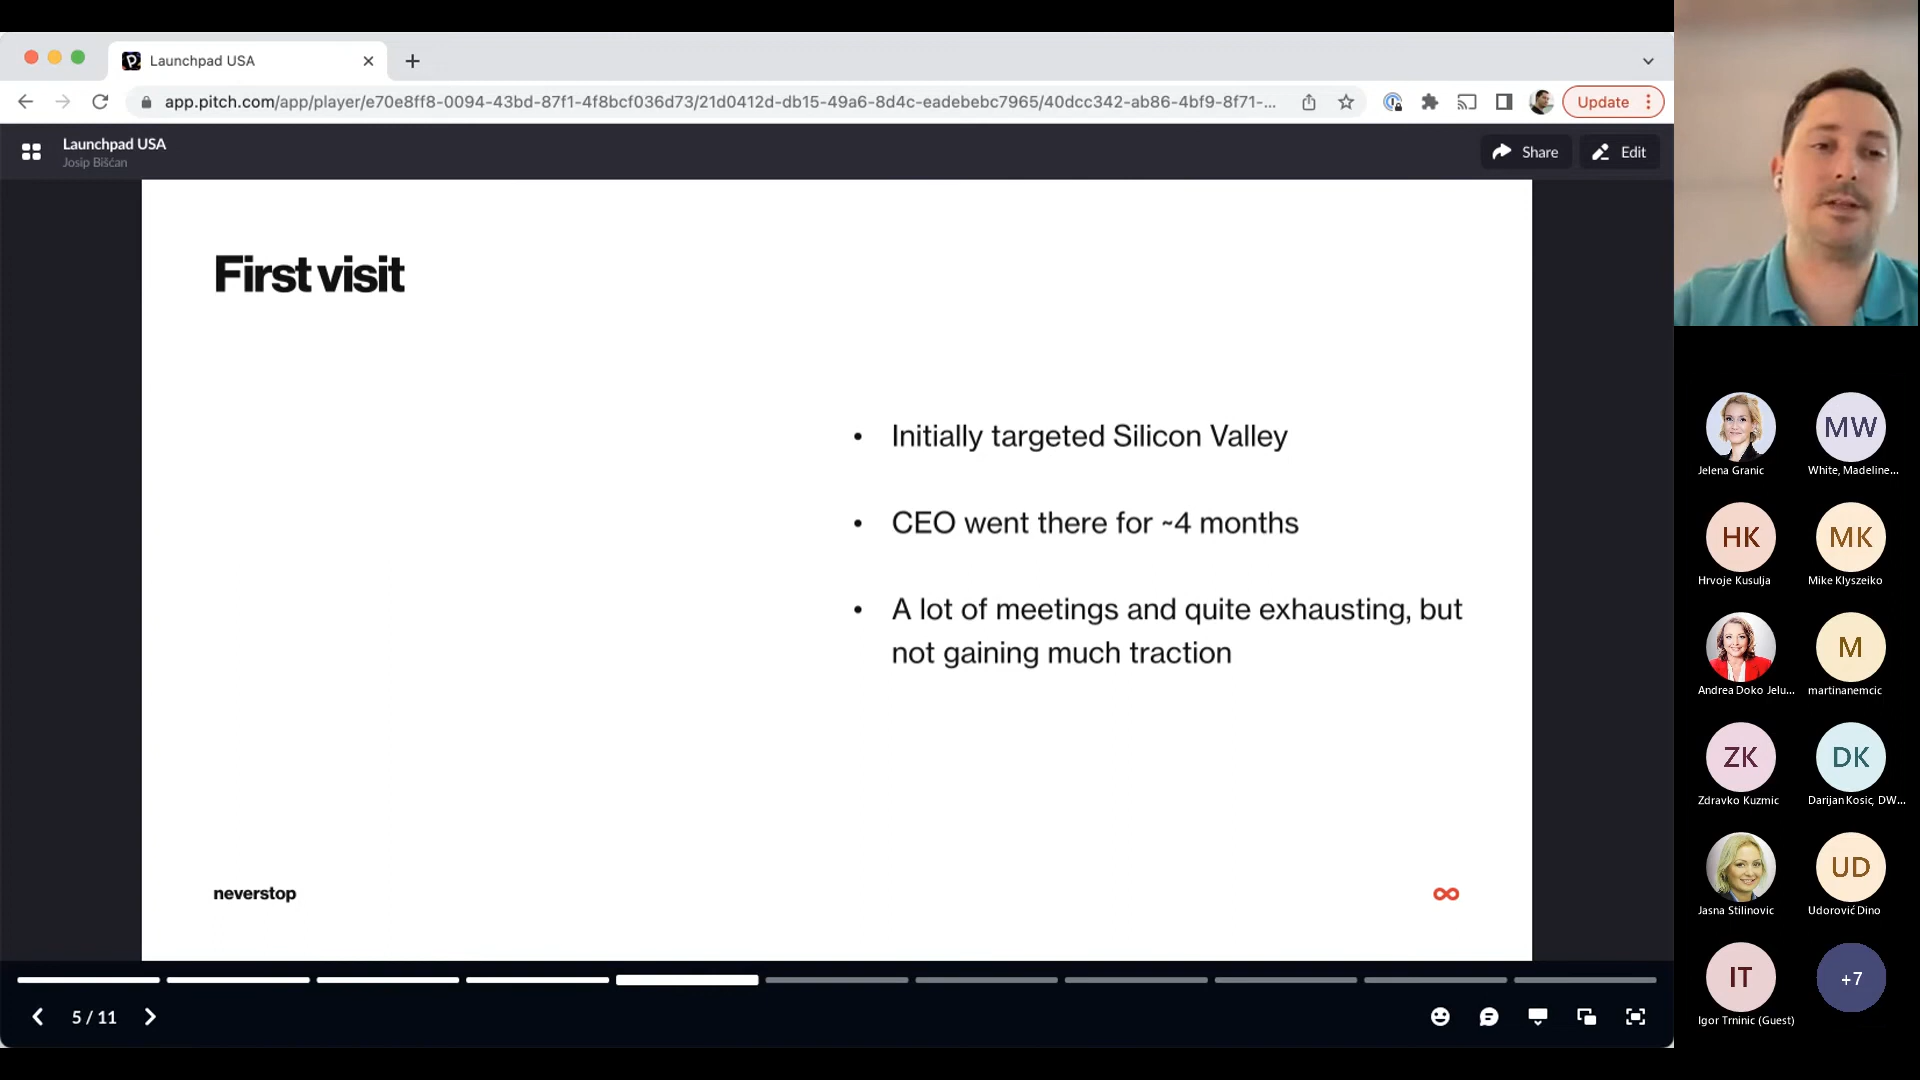 Launchpad USA
app.pitch.com/app/player/e70e8ff8-0094-43bd-87f1-4f8bcf036d73/21d0412d-db15-49a6-8d4c-eadebebc7965/40dcc342-ab86-4bf9-8f71-...
Update
Launchpad USA
Josip Bišćan
Share
Edit
First visit
• Initially targeted Silicon Valley
• CEO went there for ~4 months
• A lot of meetings and quite exhausting, but
not gaining much traction
neverstop
5 / 11
Jelena Granic
MW
White, Madeline...
HK
Hrvoje Kusulja
MK
Mike Klyszeiko
Andrea Doko Jelu...
M
martinanemcic
ZK
Zdravko Kuzmic
DK
Darijan Kosic, DW...
Jasna Stilinovic
UD
Udorović Dino
IT
Igor Trninic (Guest)
+7